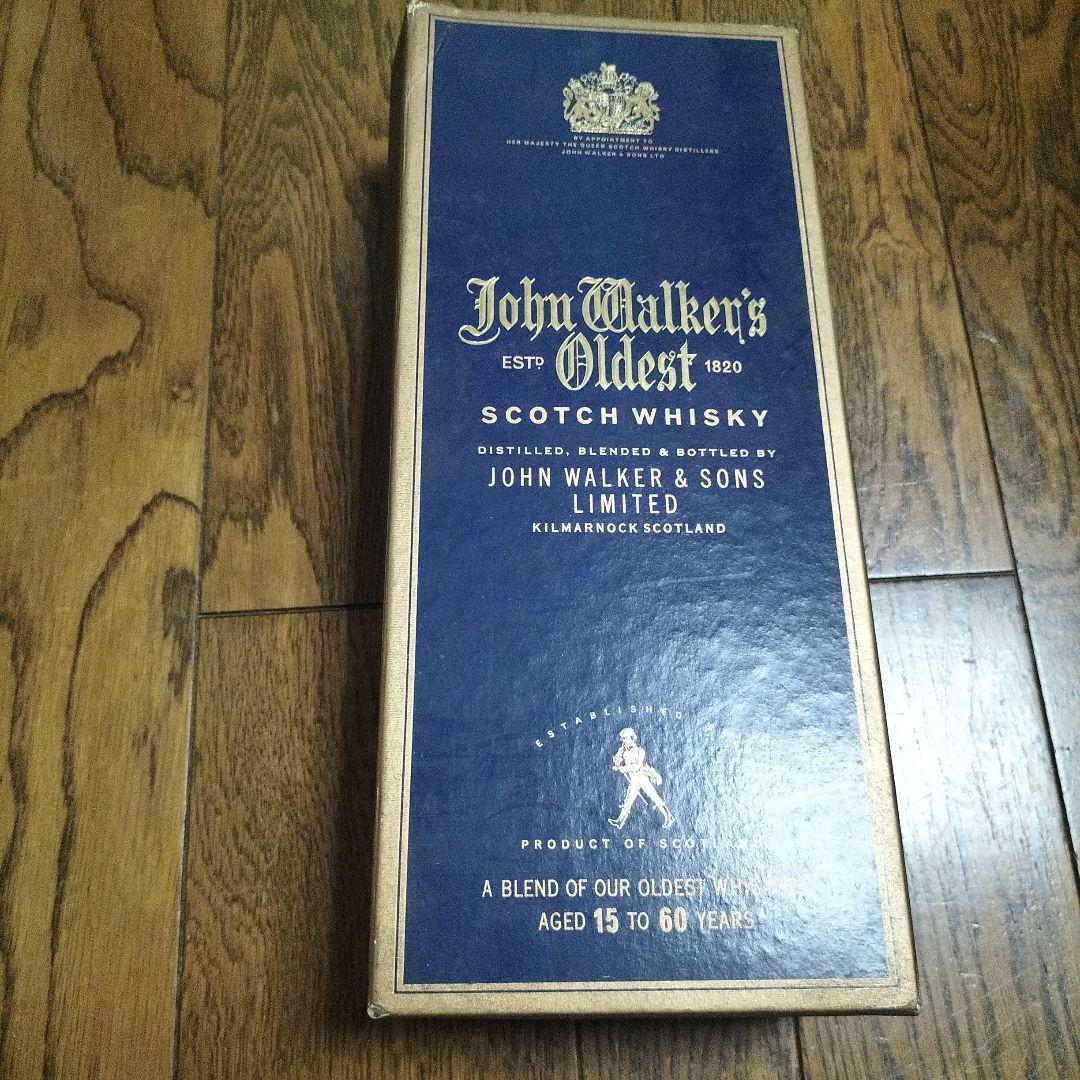 BY APPOINTMENT TO
HER MAJESTY THE QUEEN SCOTCH WHISKY DISTILLERS
JOHN WALKER & SONS LTD
John Walker's
ESTD Oldest 1820
SCOTCH WHISKY
DISTILLED, BLENDED & BOTTLED BY
JOHN WALKER & SONS
LIMITED
KILMARNOCK SCOTLAND
ESTABLISHED
PRODUCT OF SCOTLAND
A BLEND OF OUR OLDEST
AGED 15 TO 60 YEARS